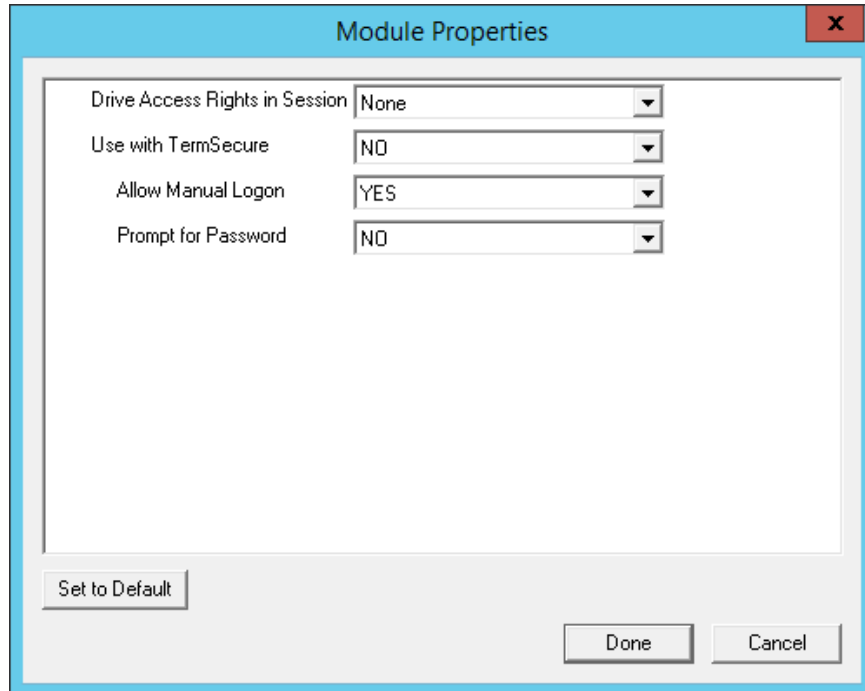 Module Properties
x
Drive Access Rights in Session None
Use with TermSecure NO
Allow Manual Logon YES
Prompt for Password NO
Set to Default
Done Cancel